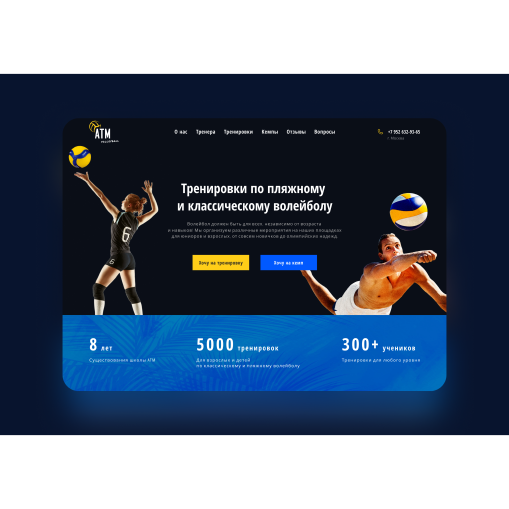 АТМ
VOLLEYBALL
О нас Тренера Тренировки Кемпы Отзывы Вопросы
+7 952 632-93-65
г. Москва
Тренировки по пляжному
и классическому волейболу
Волейбол должен быть для всех независимо от возраста
и навыков! Мы организуем различные мероприятия на наших площадках
для юниоров и взрослых, от совсем новичков до олимпийских надежд.
Хочу на тренировку
Хочу на кемп
6
6
8 лет
Существования школы АТМ
5000 тренировок
Для взрослых и детей
по классическому и пляжному волейболу
300+ учеников
Тренировки для любого уровня